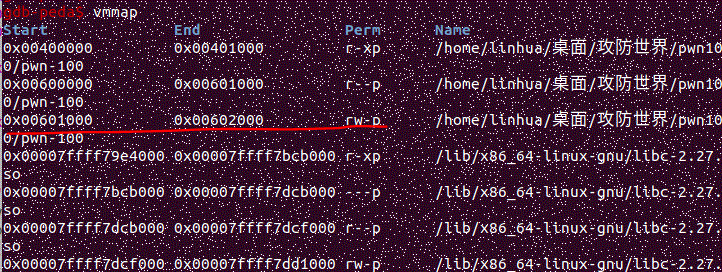 gdb-peda$ vmmap
Start End Perm Name
0x00400000 0x00401000 r-xp /home/linhua/桌面/攻防世界/pwn10
0/pwn-100
0x00600000 0x00601000 r--p /home/linhua/桌面/攻防世界/pwn10
0/pwn-100
0x00601000 0x00602000 rw-p /home/linhua/桌面/攻防世界/pwn10
0/pwn-100
0x00007ffff79e4000 0x00007ffff7bcb000 r-xp /lib/x86_64-linux-gnu/libc-2.27.
so
0x00007ffff7bcb000 0x00007ffff7dcb000 ---p /lib/x86_64-linux-gnu/libc-2.27.
so
0x00007ffff7dcb000 0x00007ffff7dcf000 r--p /lib/x86_64-linux-gnu/libc-2.27.
so
0x00007ffff7dcf000 0x00007ffff7dd1000 rw-p /lib/x86_64-linux-gnu/libc-2.27.